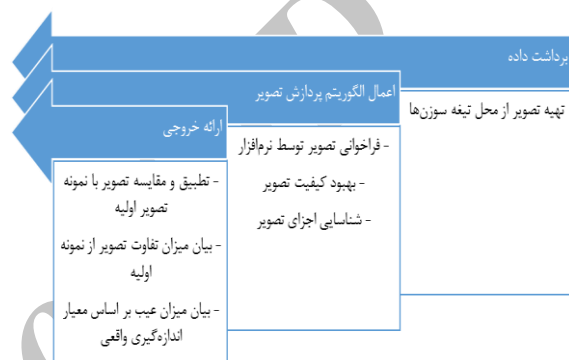 برداشت داده
تهیه تصویر از محل تیغه سوزن‌ها
اعمال الگوریتم پردازش تصویر
- فراخوانی تصویر توسط نرم‌افزار
- بهبود کیفیت تصویر
- شناسایی اجزای تصویر
ارائه خروجی
- تطبیق و مقایسه تصویر با نمونه
تصویر اولیه
- بیان میزان تفاوت تصویر از نمونه
اولیه
- بیان میزان عیب بر اساس معیار
اندازه‌گیری واقعی